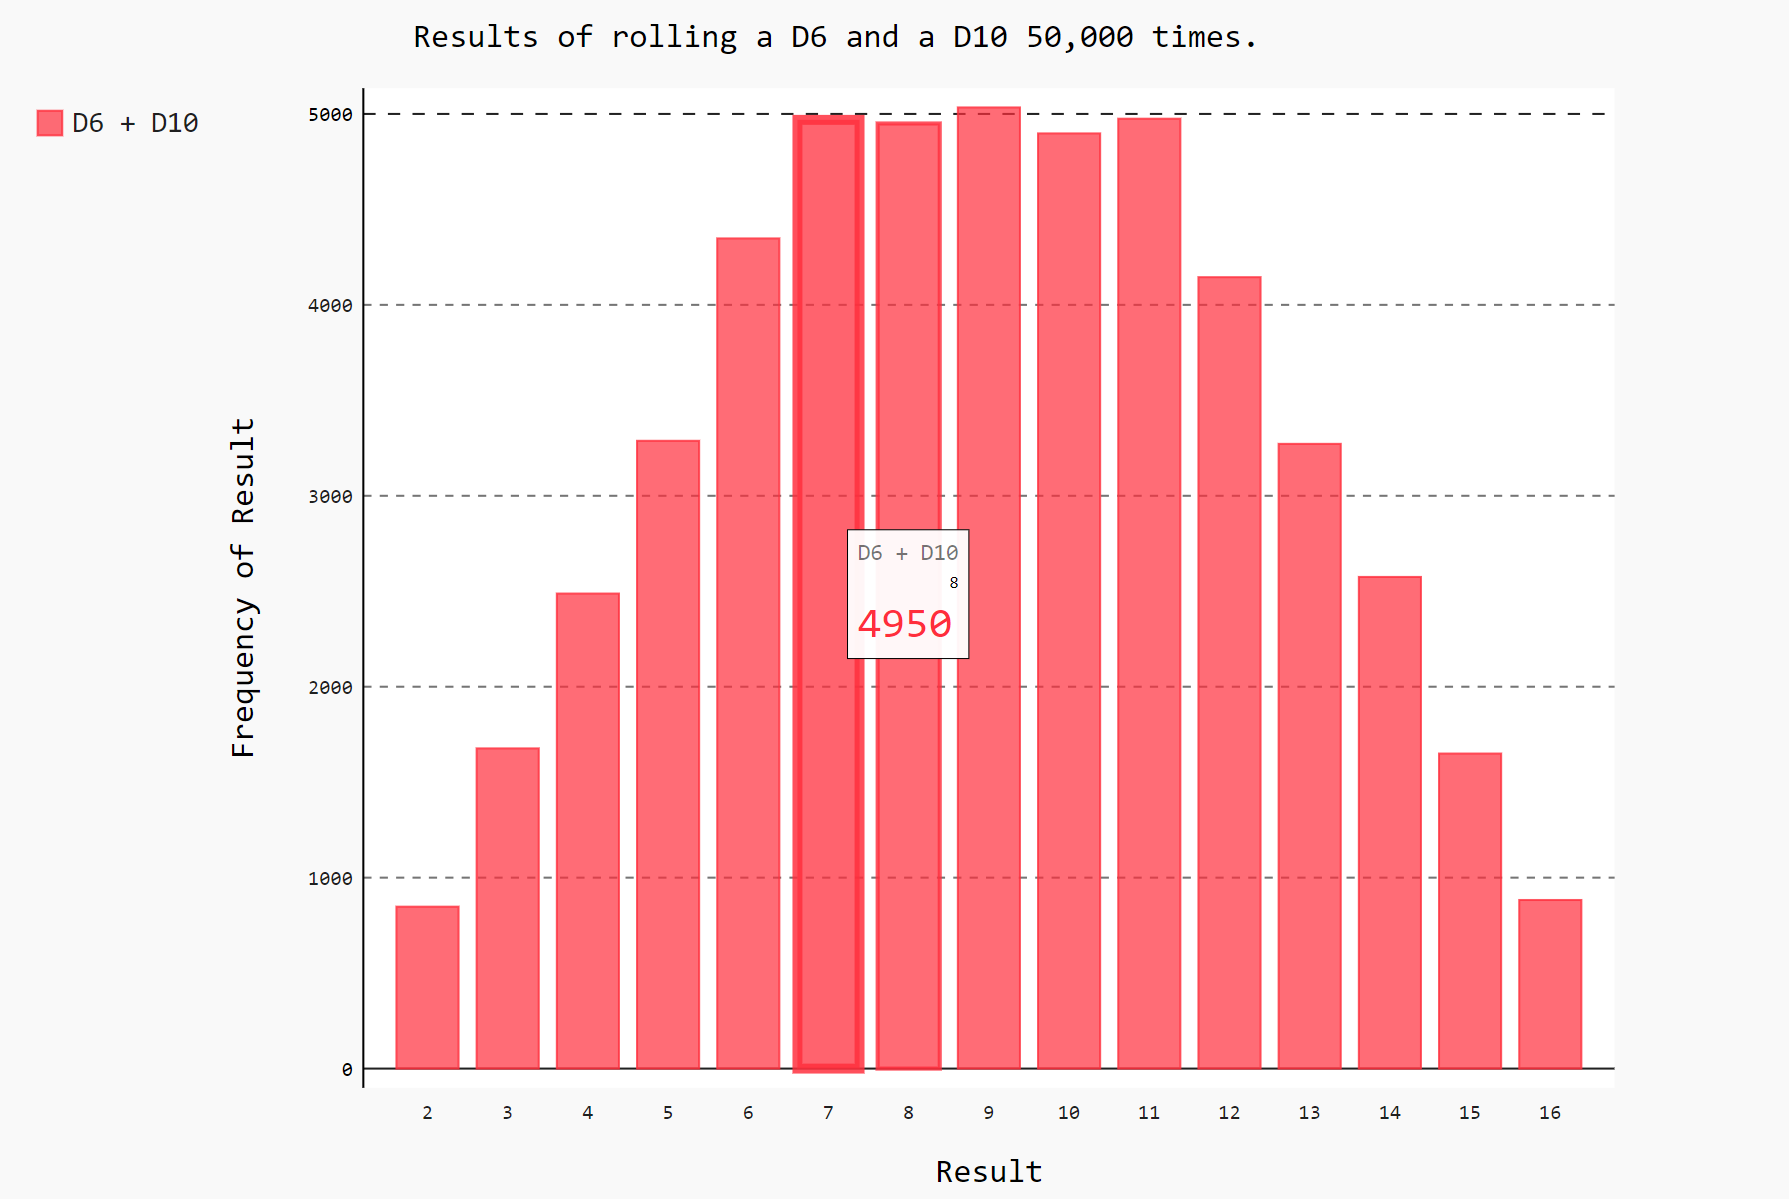 Results of rolling a D6 and a D10 50,000 times.
D6 + D10
5000
4000
3000
2000
1000
0
Frequency of Result
D6 + D10
8
4950
2 3 4 5 6 7 8 9 10 11 12 13 14 15 16
Result